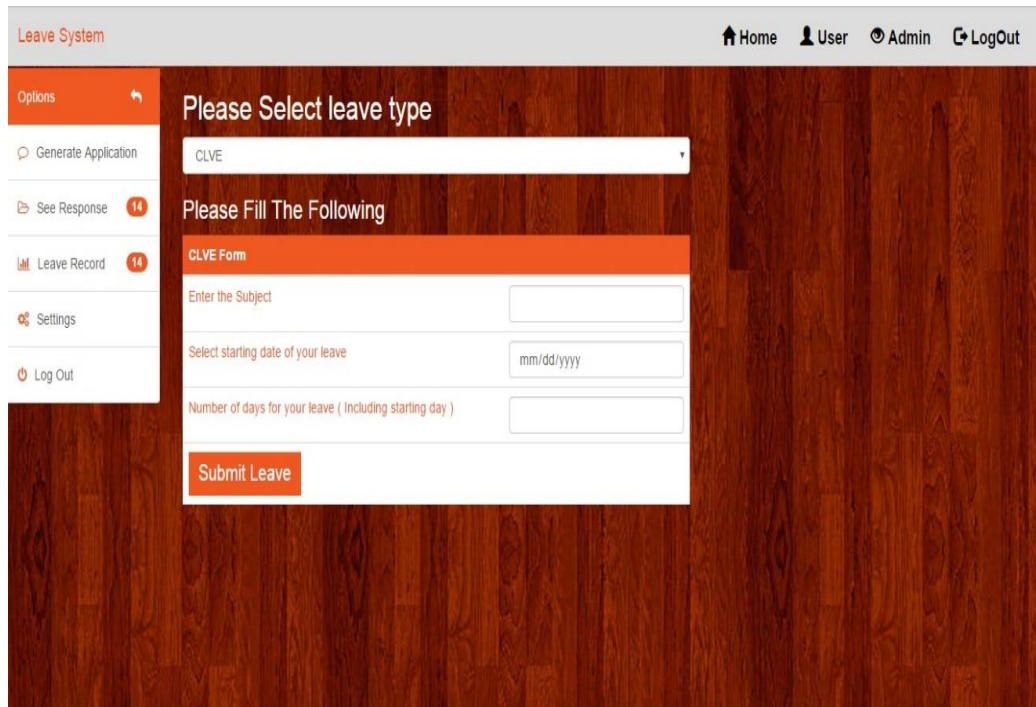 Leave System
Home User Admin LogOut
Options
Generate Application
See Response 14
Leave Record 14
Settings
Log Out
Please Select leave type
CLVE
Please Fill The Following
CLVE Form
Enter the Subject
Select starting date of your leave
mm/dd/yyyy
Number of days for your leave ( Including starting day )
Submit Leave